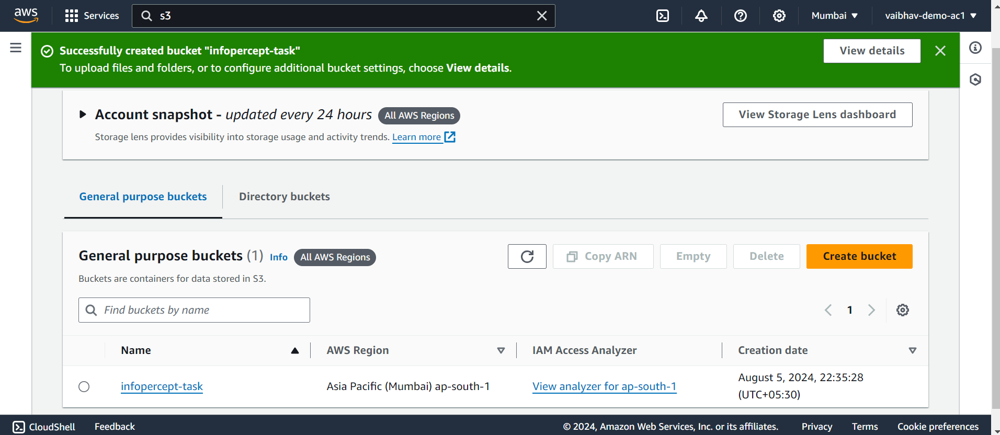 aws Services s3 Mumbai vaibhav-demo-ac1
Successfully created bucket "infopercept-task" View details
To upload files and folders, or to configure additional bucket settings, choose View details.
Account snapshot - updated every 24 hours All AWS Regions View Storage Lens dashboard
Storage lens provides visibility into storage usage and activity trends. Learn more
General purpose buckets Directory buckets
General purpose buckets (1) Info All AWS Regions Copy ARN Empty Delete Create bucket
Buckets are containers for data stored in S3.
Find buckets by name 1
Name AWS Region IAM Access Analyzer Creation date
infopercept-task Asia Pacific (Mumbai) ap-south-1 View analyzer for ap-south-1 August 5, 2024, 22:35:28
(UTC+05:30)
CloudShell Feedback © 2024, Amazon Web Services, Inc. or its affiliates. Privacy Terms Cookie preferences